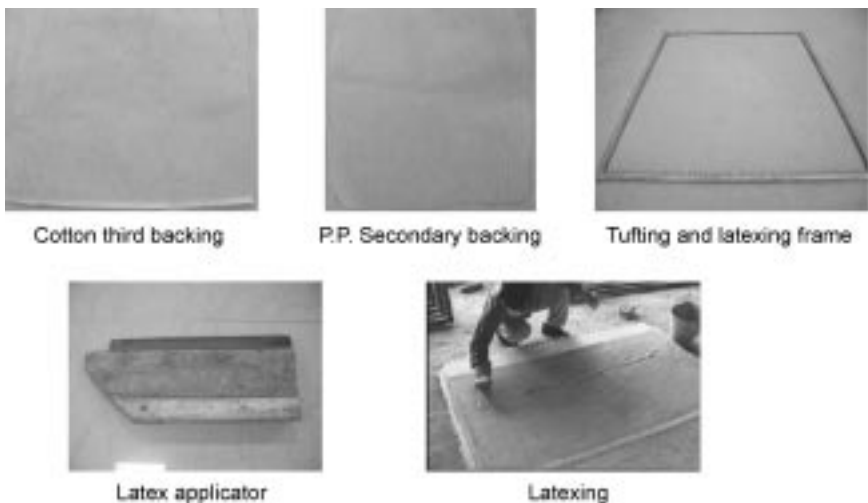 Cotton third backing
P.P. Secondary backing
Tufting and latexing frame
Latex applicator
Latexing